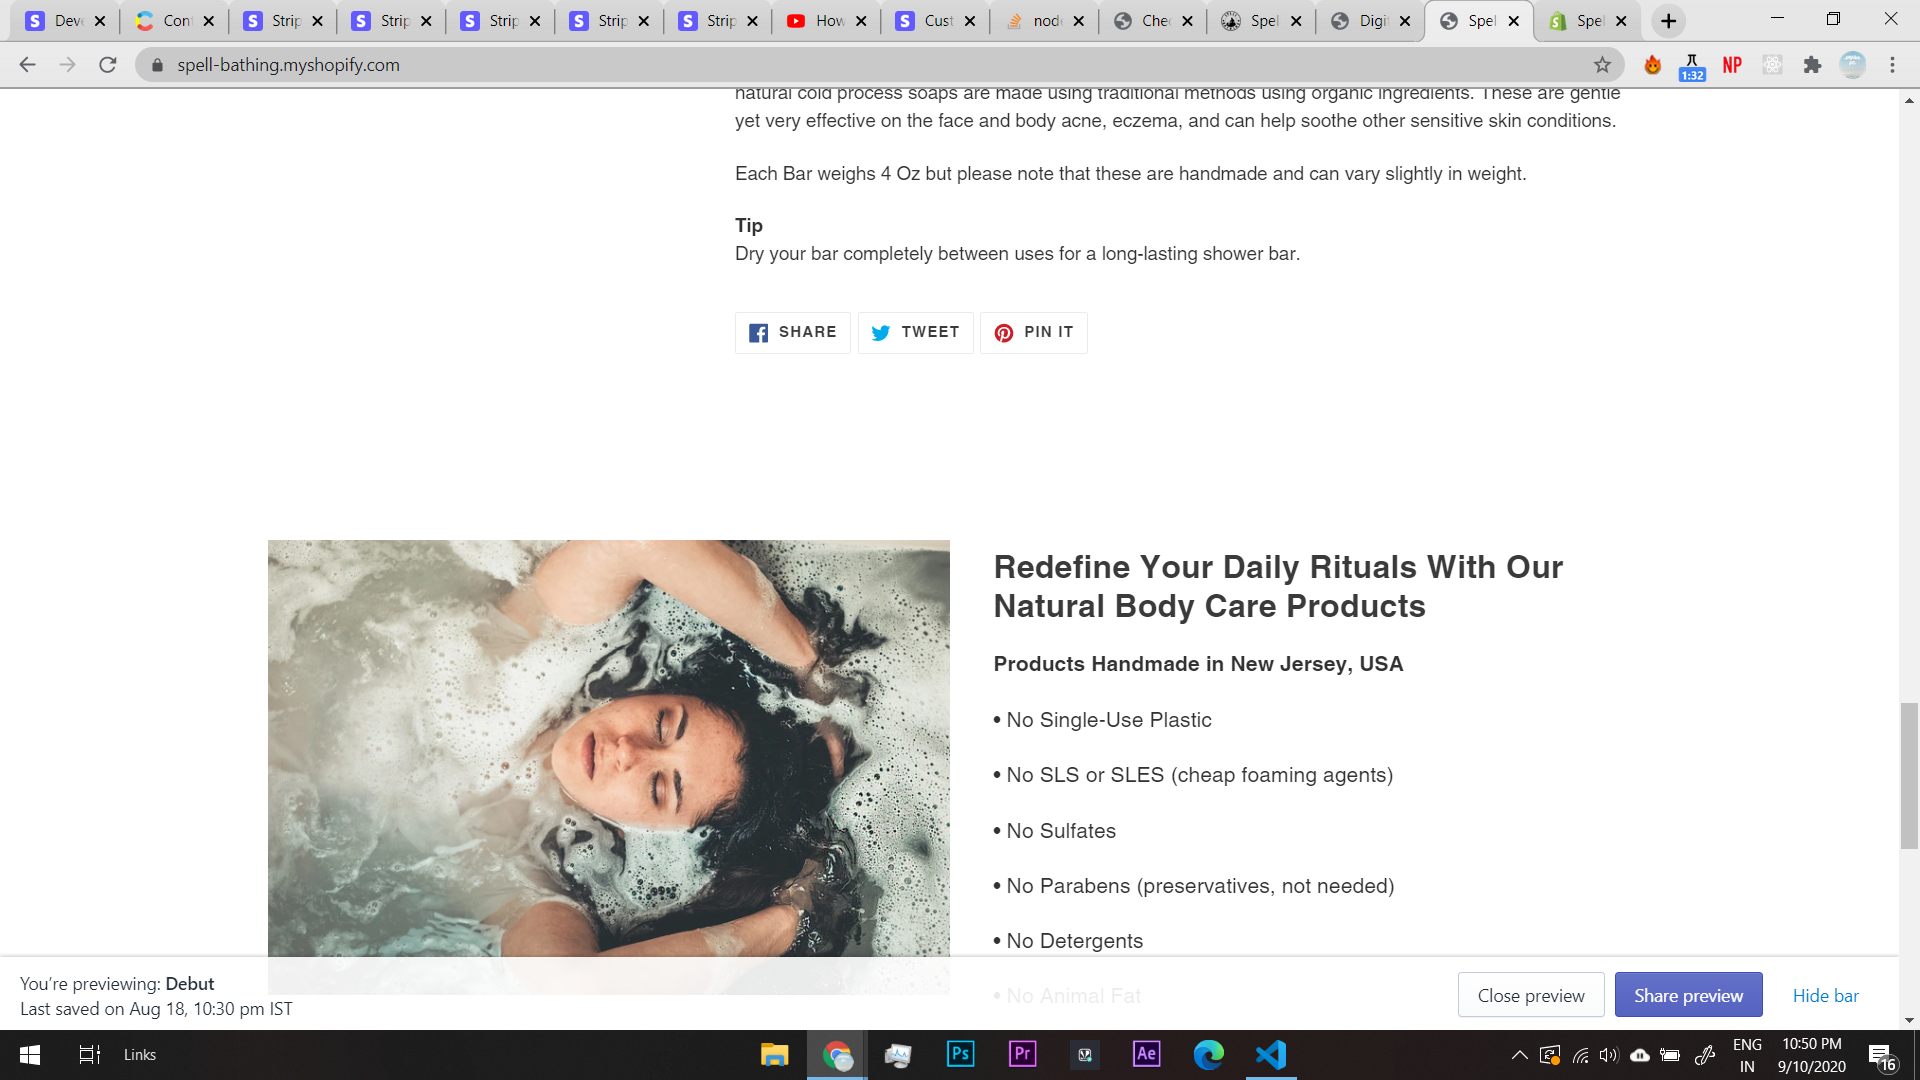 Deve
Cont
Strip
Strip
Strip
Strip
Strip
How
Cust
node
Chec
Spel
Digit
Spel
Spel
spell-bathing.myshopify.com
1:32
NP
natural cold process soaps are made using traditional methods using organic ingredients. These are gentle
yet very effective on the face and body acne, eczema, and can help soothe other sensitive skin conditions.
Each Bar weighs 4 Oz but please note that these are handmade and can vary slightly in weight.
Tip
Dry your bar completely between uses for a long-lasting shower bar.
SHARE
TWEET
PIN IT
Redefine Your Daily Rituals With Our
Natural Body Care Products
Products Handmade in New Jersey, USA
• No Single-Use Plastic
• No SLS or SLES (cheap foaming agents)
• No Sulfates
• No Parabens (preservatives, not needed)
• No Detergents
• No Animal Fat
You’re previewing: Debut
Last saved on Aug 18, 10:30 pm IST
Close preview
Share preview
Hide bar
Links
Ps
Pr
Ae
ENG
IN
10:50 PM
9/10/2020
16